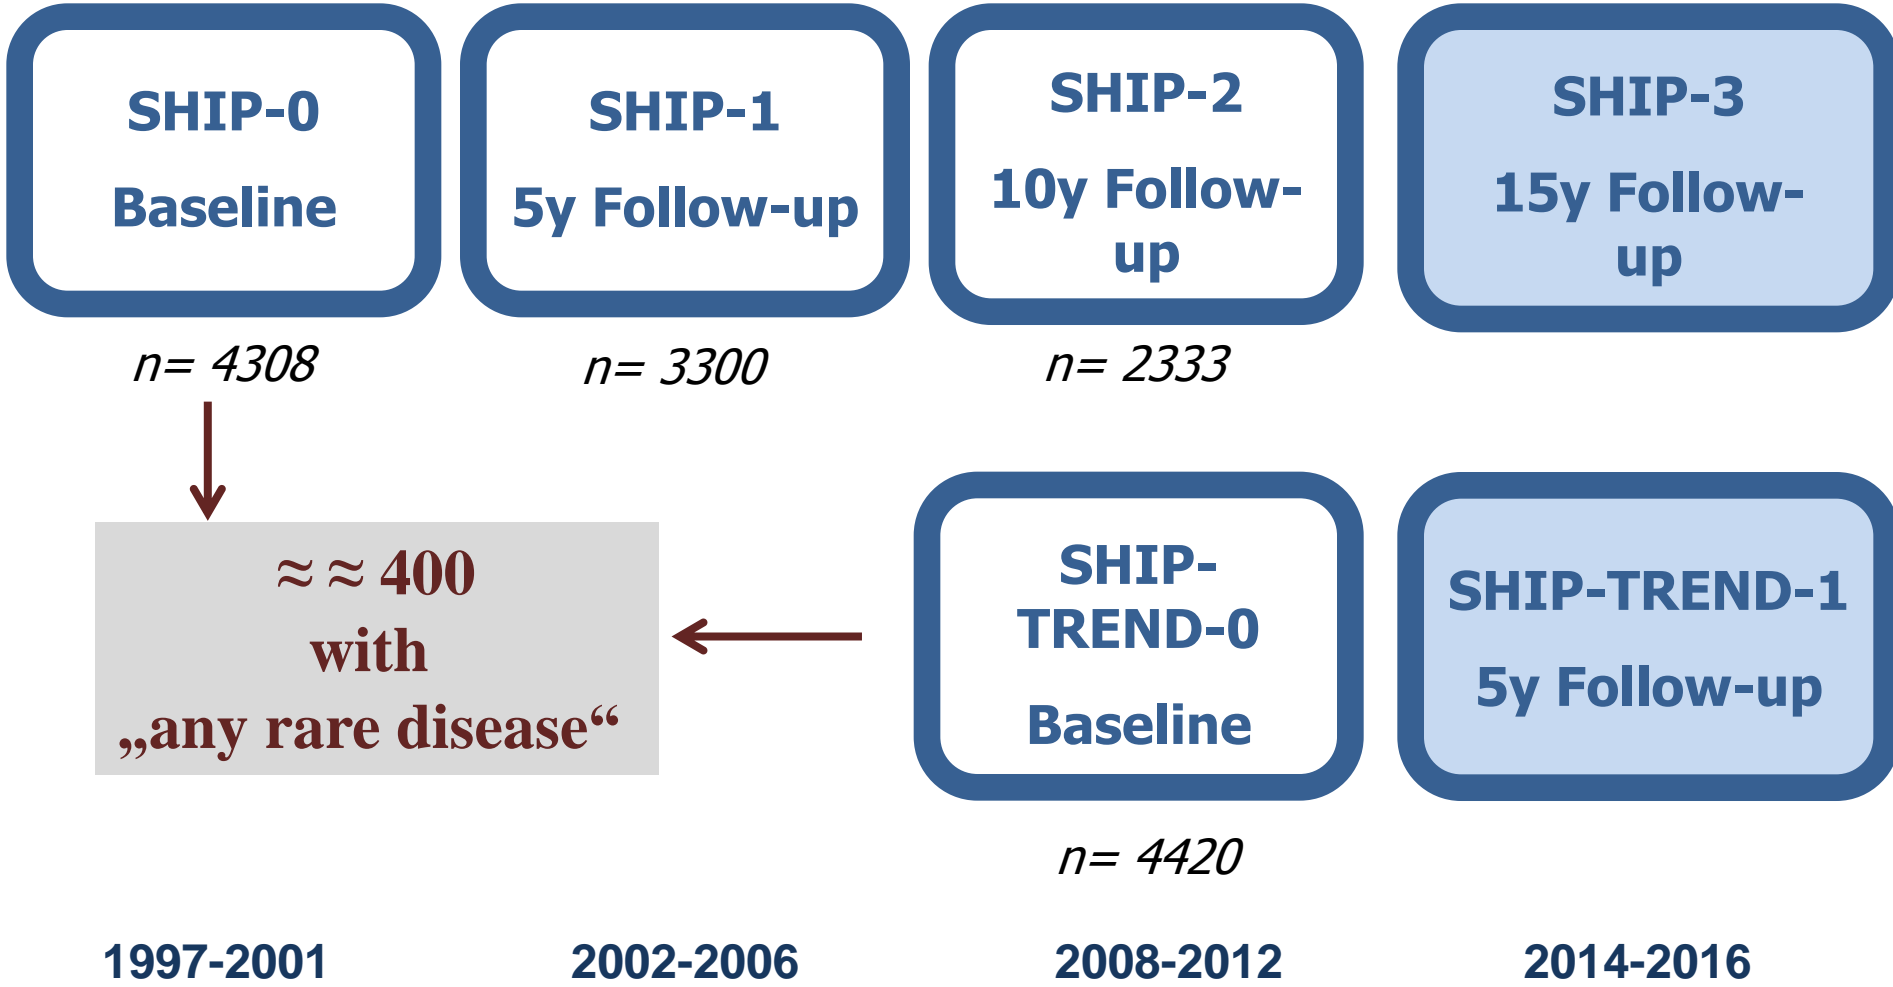 SHIP-0
Baseline
n= 4308
SHIP-1
5y Follow-up
n= 3300
SHIP-2
10y Follow-
up
n= 2333
SHIP-3
15y Follow-
up
≈ ≈ 400
with
„any rare disease“
SHIP-
TREND-0
Baseline
n= 4420
SHIP-TREND-1
5y Follow-up
1997-2001
2002-2006
2008-2012
2014-2016